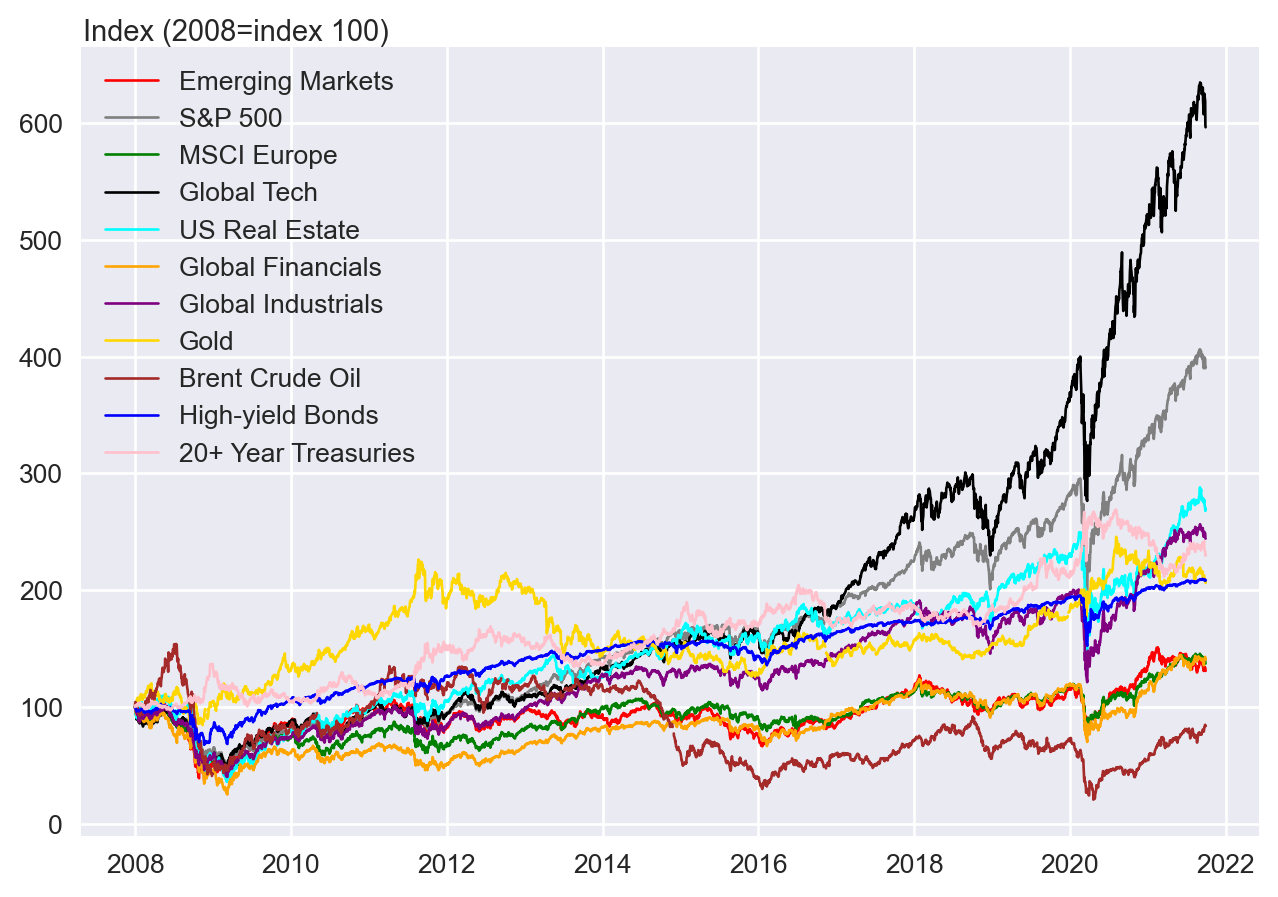 Index (2008=index 100)
Emerging Markets
S&P 500
MSCI Europe
Global Tech
US Real Estate
Global Financials
Global Industrials
Gold
Brent Crude Oil
High-yield Bonds
20+ Year Treasuries
600
500
400
300
200
100
0
2008 2010 2012 2014 2016 2018 2020 2022